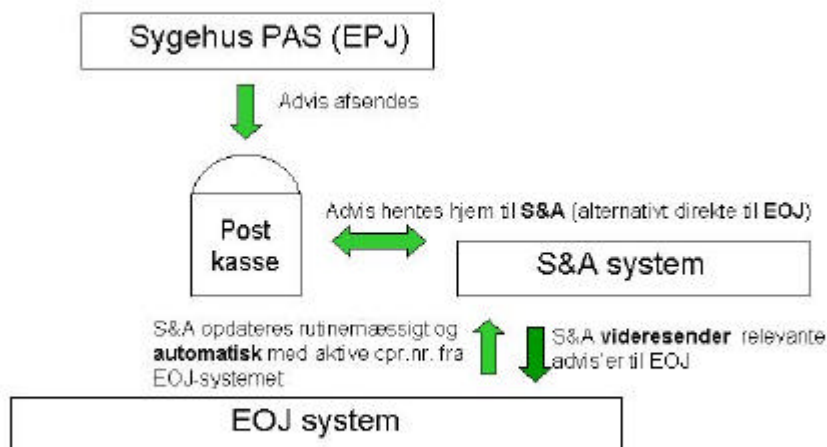 Sygehus PAS (EPJ)
Advis afsendes
Advis hentes hjem til S&A (alternativt direkte til EOJ)
Post
kasse
S&A system
S&A opdateres rutinemæssigt og
automatisk med aktive cpr.nr. fra
EOJ-systemet
S&A videresender relevante
advis'er til EOJ
EOJ system